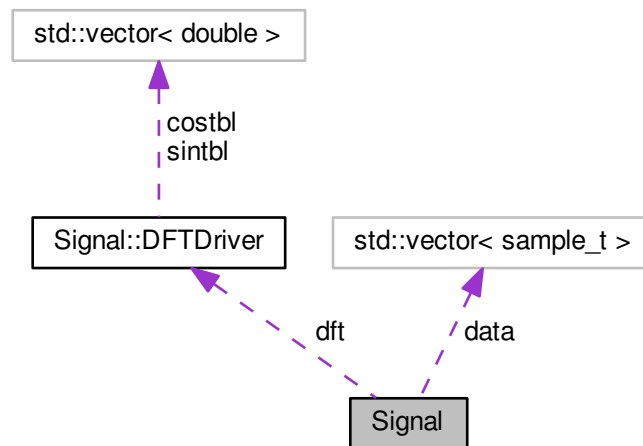 std::vector< double >
costbl
sintbl
Signal::DFTDriver
std::vector< sample_t >
dft
data
Signal